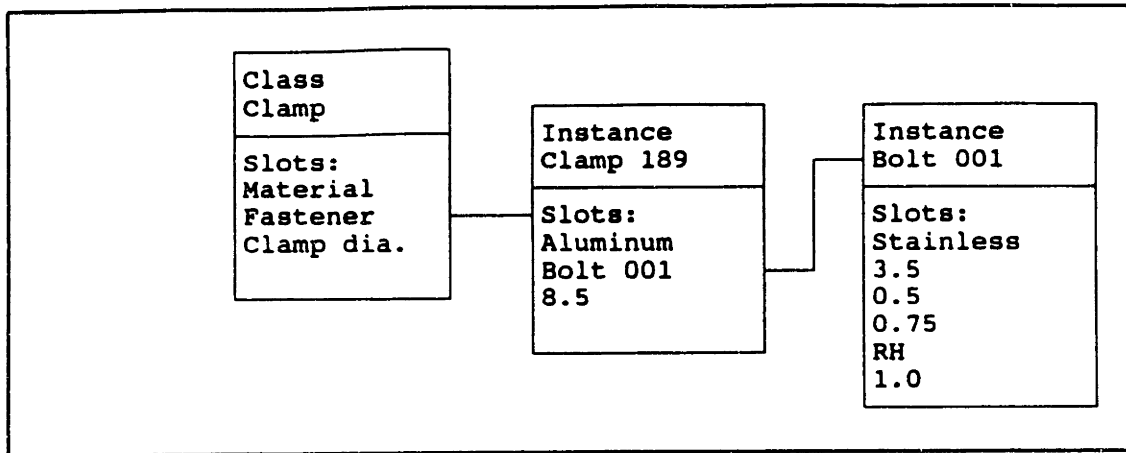 Class
Clamp
Slots:
Material
Fastener
Clamp dia.
Instance
Clamp 189
Slots:
Aluminum
Bolt 001
8.5
Instance
Bolt 001
Slots:
Stainless
3.5
0.5
0.75
RH
1.0